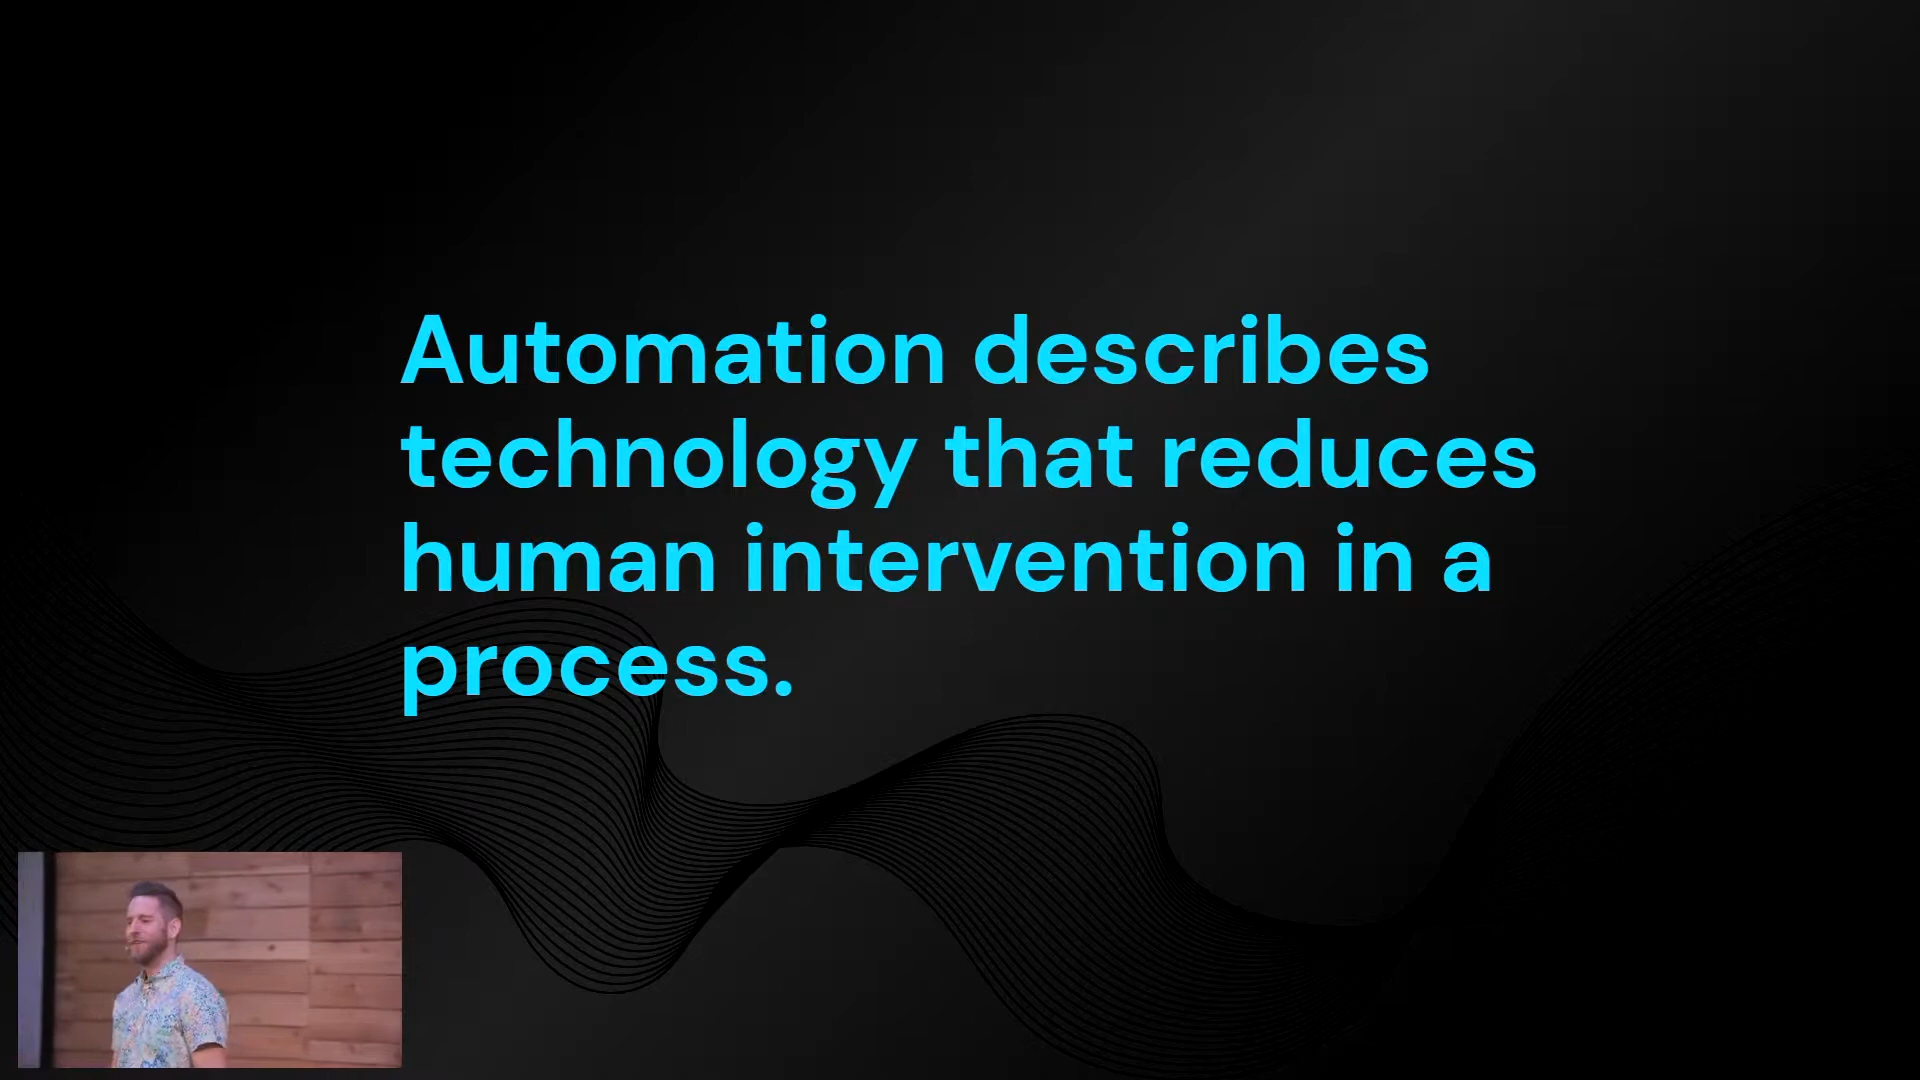 Automation describes
technology that reduces
human intervention in a
process.